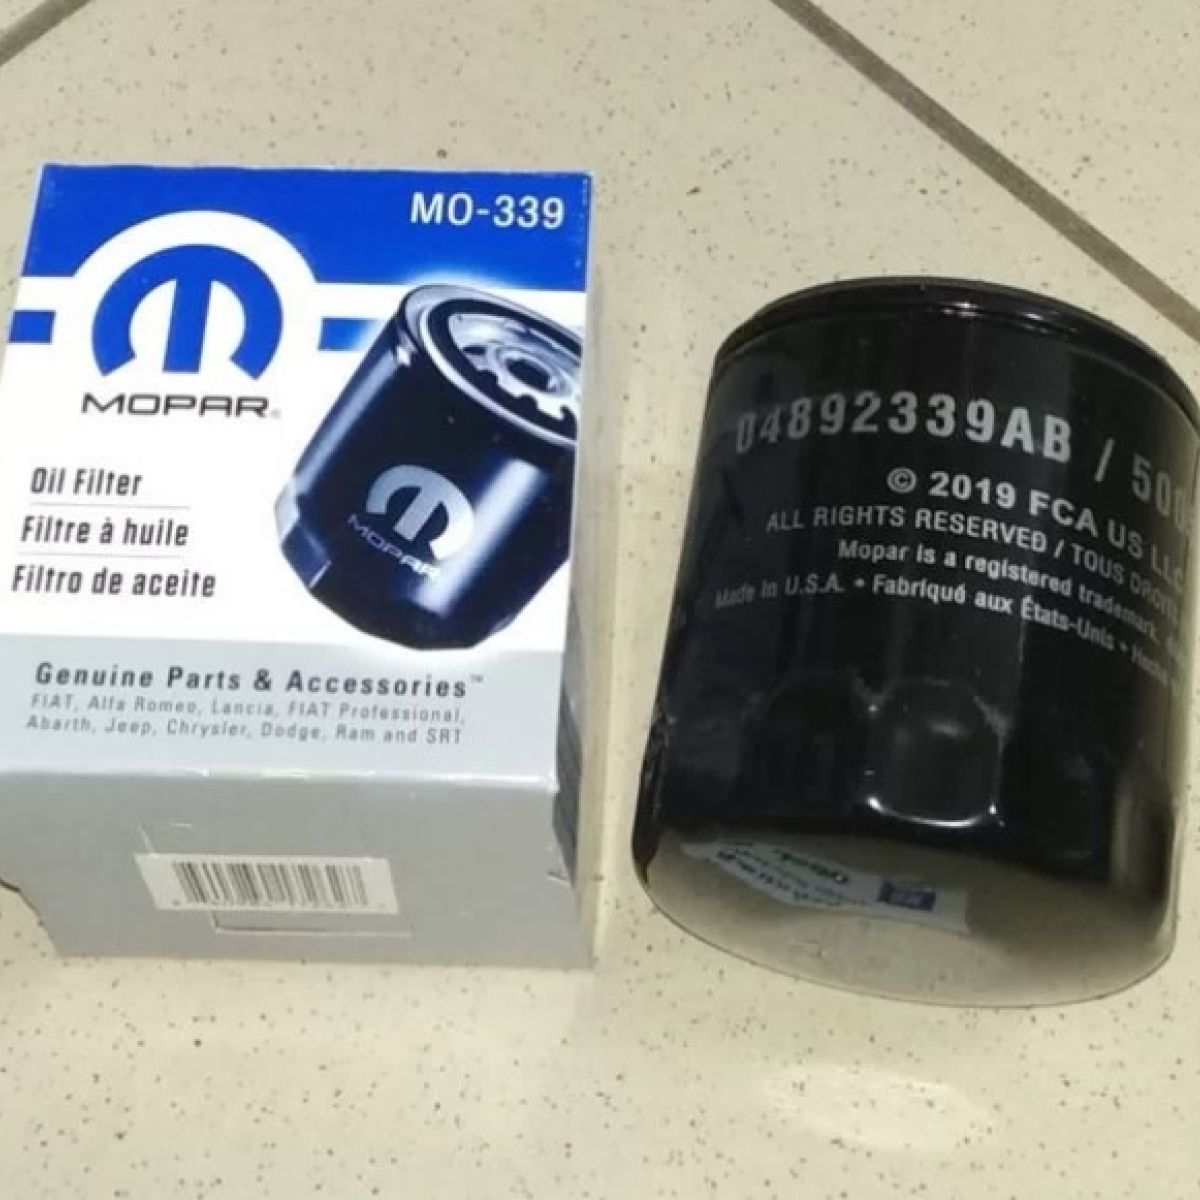 MO-339
MOPAR
Oil Filter
Filtre à huile
Filtro de aceite
MOPAR
Genuine Parts & Accessories™
FIAT, Alfa Romeo, Lancia, FIAT Professional,
Abarth, Jeep, Chrysler, Dodge, Ram and SRT
04892339AB / 500
© 2019 FCA US LLC
ALL RIGHTS RESERVED / TOUS DROITS
Mopar is a registered trademark.
Made in U.S.A. • Fabriqué aux États-Unis • Hecho